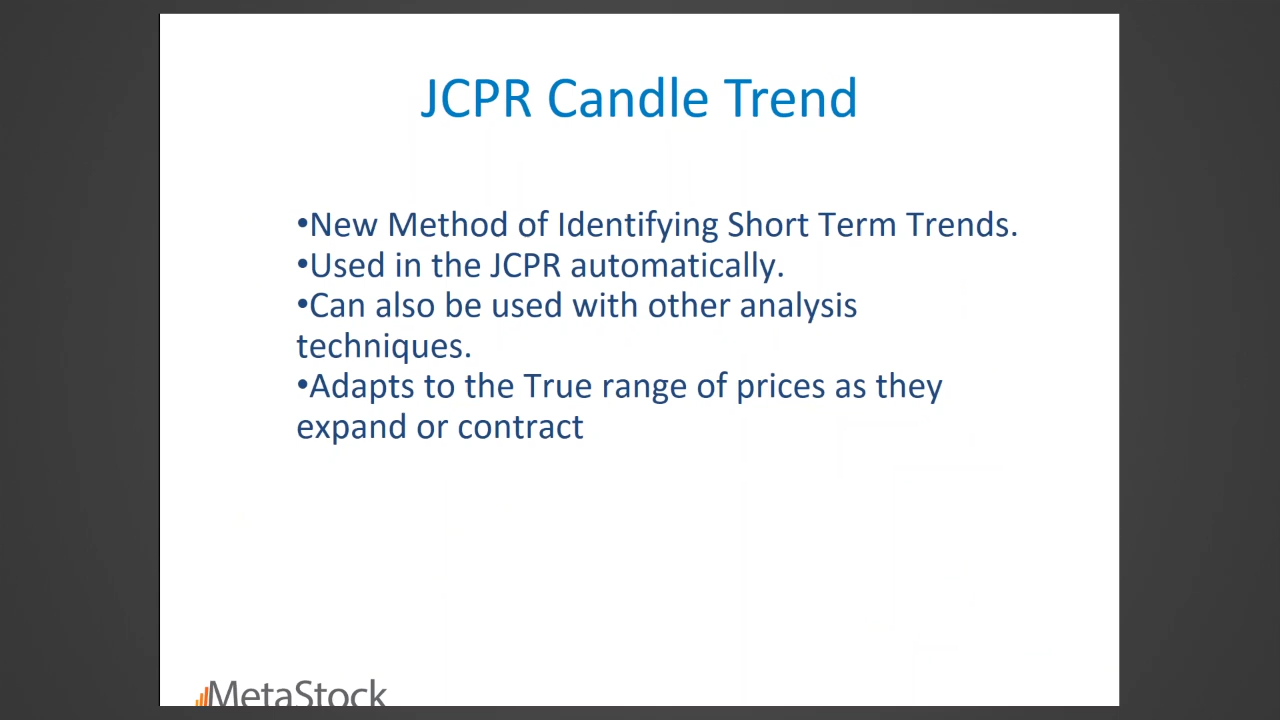 JCPR Candle Trend
•New Method of Identifying Short Term Trends.
•Used in the JCPR automatically.
•Can also be used with other analysis
techniques.
•Adapts to the True range of prices as they
expand or contract
MetaStock